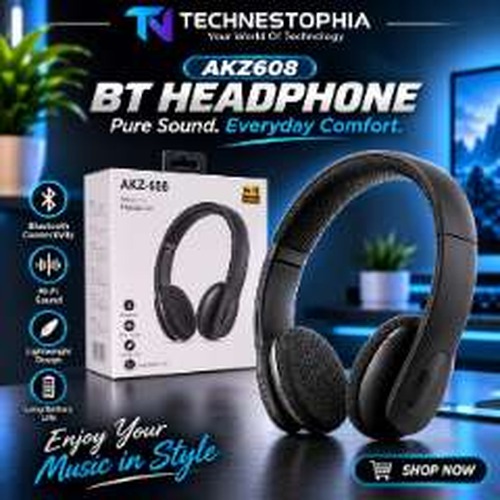 TN TECHNESTOPHIA
Your World Of Technology
AKZ608
BT HEADPHONE
Pure Sound. Everyday Comfort.
AKZ-608
Bluetooth
Connectivity
Hi-Fi
Sound
Lightweight
Design
Long Battery
Life
Enjoy Your
Music in Style
SHOP NOW